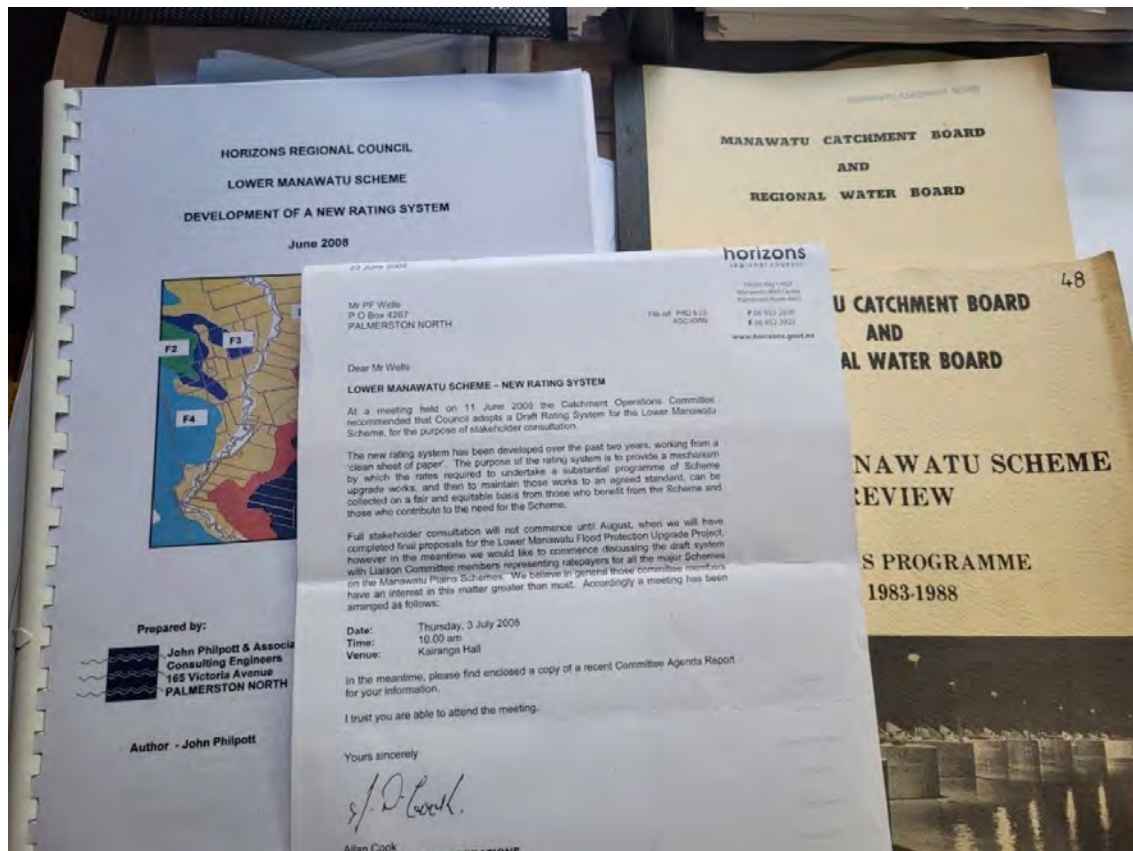 HORIZONS REGIONAL COUNCIL
LOWER MANAWATU SCHEME
DEVELOPMENT OF A NEW RATING SYSTEM
June 2008
F2
F3
F4
Prepared by:
John Philpott & Associa
Consulting Engineers
165 Victoria Avenue
PALMERSTON NORTH
Author - John Philpott
horizons
regional council
June 2008
Mr PF Wells
P O Box 4267
PALMERSTON NORTH
www.horizons.govt.nz
Dear Mr Wells
LOWER MANAWATU SCHEME – NEW RATING SYSTEM
At a meeting held on 11 June 2008 the Catchment Operations Committee
recommended that Council adopts a Draft Rating System for the Lower Manawatu
Scheme, for the purpose of stakeholder consultation.
The new rating system has been developed over the past two years, working from a
'clean sheet of paper'. The purpose of the rating system is to provide a mechanism
by which the rates required to undertake a substantial programme of Scheme
upgrade works, and then to maintain those works to an agreed standard, can be
collected on a fair and equitable basis from those who benefit from the Scheme and
those who contribute to the need for the Scheme.
Full stakeholder consultation will not commence until August, when we will have
completed final proposals for the Lower Manawatu Flood Protection Upgrade Project,
however in the meantime we would like to commence discussing the draft system
with Liaison Committee members representing ratepayers for all the major Schemes
on the Manawatu Plains Schemes. We believe in general those committee members
have an interest in this matter greater than most. Accordingly a meeting has been
arranged as follows:
Date: Thursday, 3 July 2008
Time: 10.00 am
Venue: Kairanga Hall
In the meantime, please find enclosed a copy of a recent Committee Agenda Report
for your information.
I trust you are able to attend the meeting.
Yours sincerely
Allan Cook
MANAWATU CATCHMENT BOARD
AND
REGIONAL WATER BOARD
48
U CATCHMENT BOARD
AND
AL WATER BOARD
NAWATU SCHEME
REVIEW
S PROGRAMME
1983-1988